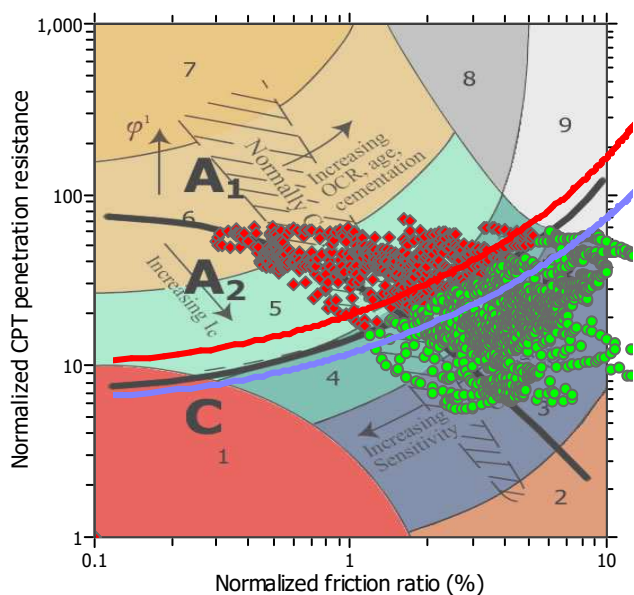 1,000
100
10
1
Normalized CPT penetration resistance
7
8
9
φ¹
A₁
Normally C
Increasing
OCR, age,
cementation
6
A₂
Increasing Ic
5
4
C
1
Increasing
Sensitivity
3
2
0.1
1
10
Normalized friction ratio (%)